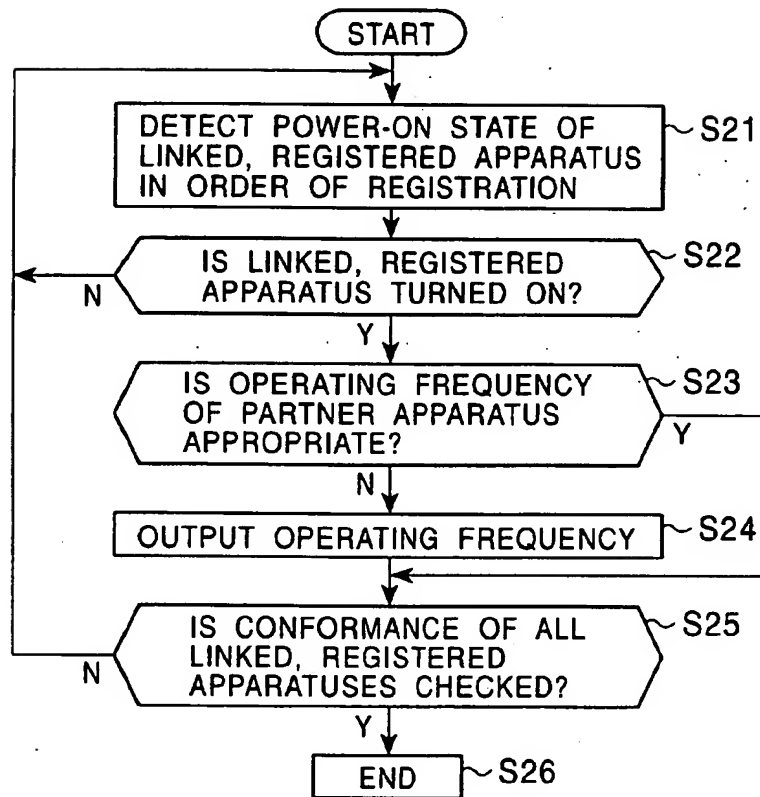 START
DETECT POWER-ON STATE OF
LINKED, REGISTERED APPARATUS
IN ORDER OF REGISTRATION
S21
IS LINKED, REGISTERED
APPARATUS TURNED ON?
S22
N
Y
IS OPERATING FREQUENCY
OF PARTNER APPARATUS
APPROPRIATE?
S23
Y
N
OUTPUT OPERATING FREQUENCY
S24
IS CONFORMANCE OF ALL
LINKED, REGISTERED
APPARATUSES CHECKED?
S25
N
Y
END
S26